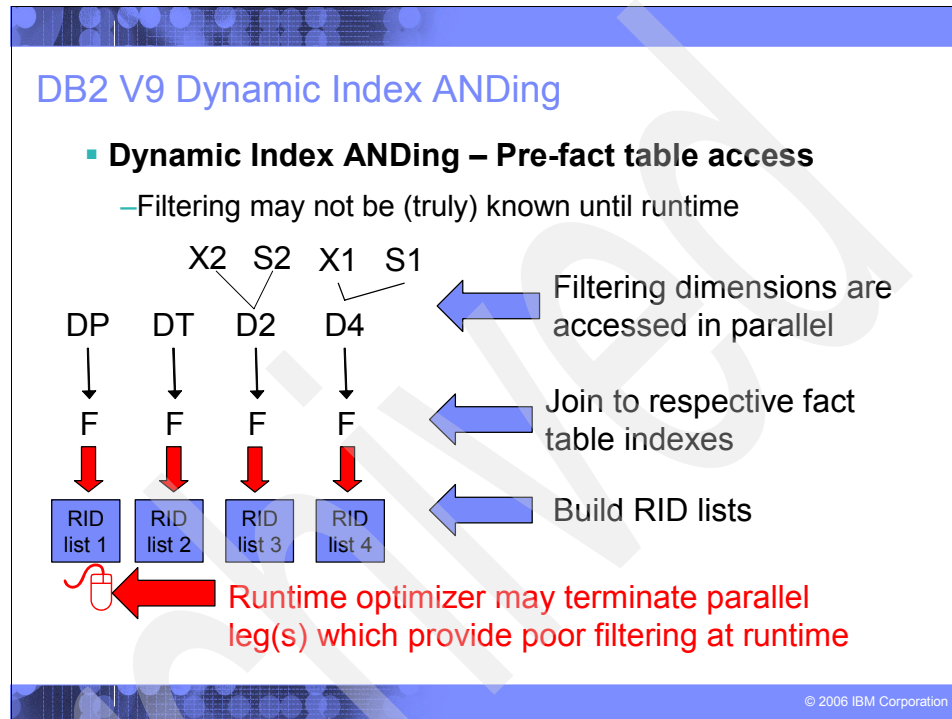 DB2 V9 Dynamic Index ANDing
▪ Dynamic Index ANDing – Pre-fact table access
–Filtering may not be (truly) known until runtime
X2 S2 X1 S1
Filtering dimensions are
accessed in parallel
DP DT D2 D4
Join to respective fact
table indexes
F F F F
Build RID lists
RID
list 1
RID
list 2
RID
list 3
RID
list 4
Runtime optimizer may terminate parallel
leg(s) which provide poor filtering at runtime
© 2006 IBM Corporation